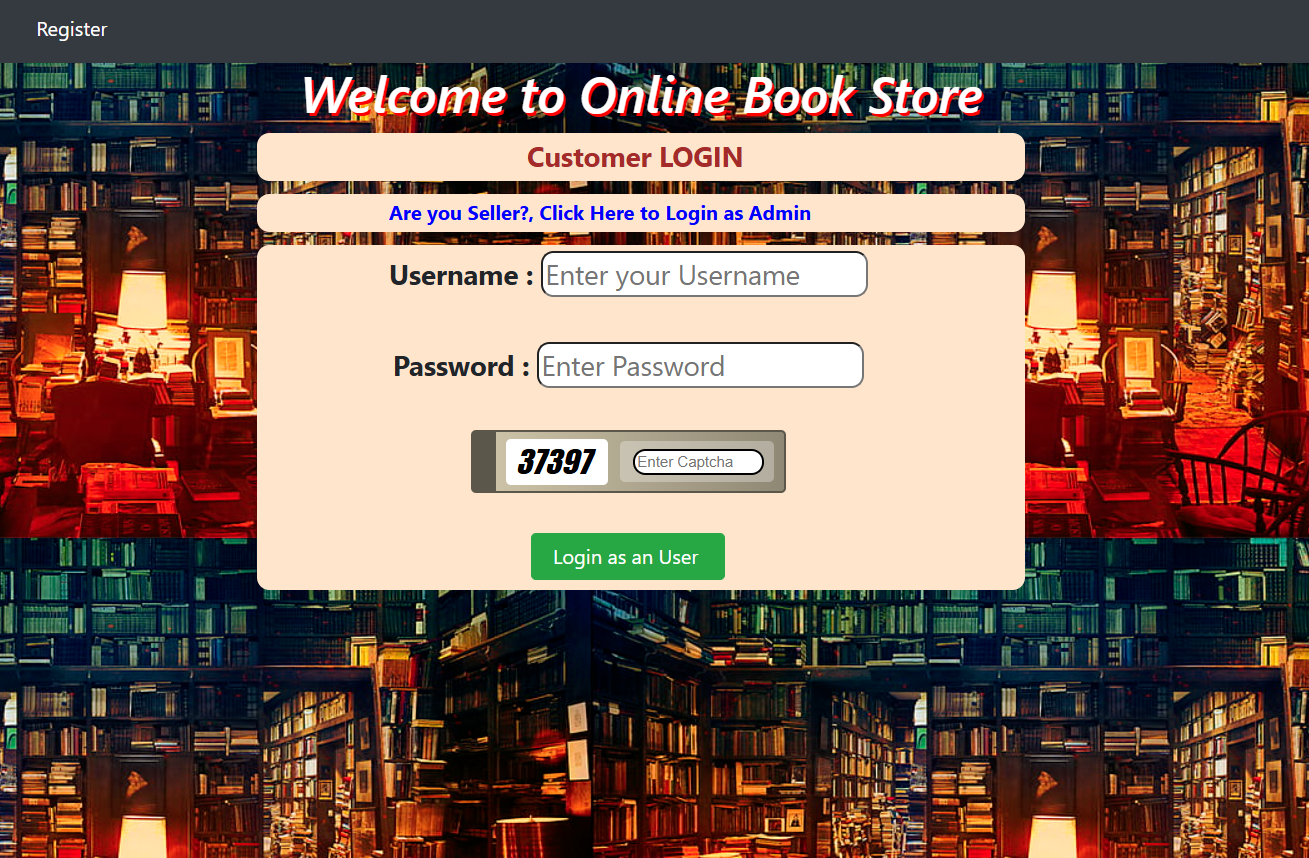 Register
Welcome to Online Book Store
Customer LOGIN
Are you Seller?, Click Here to Login as Admin
Username : Enter your Username
Password : Enter Password
37397 Enter Captcha
Login as an User